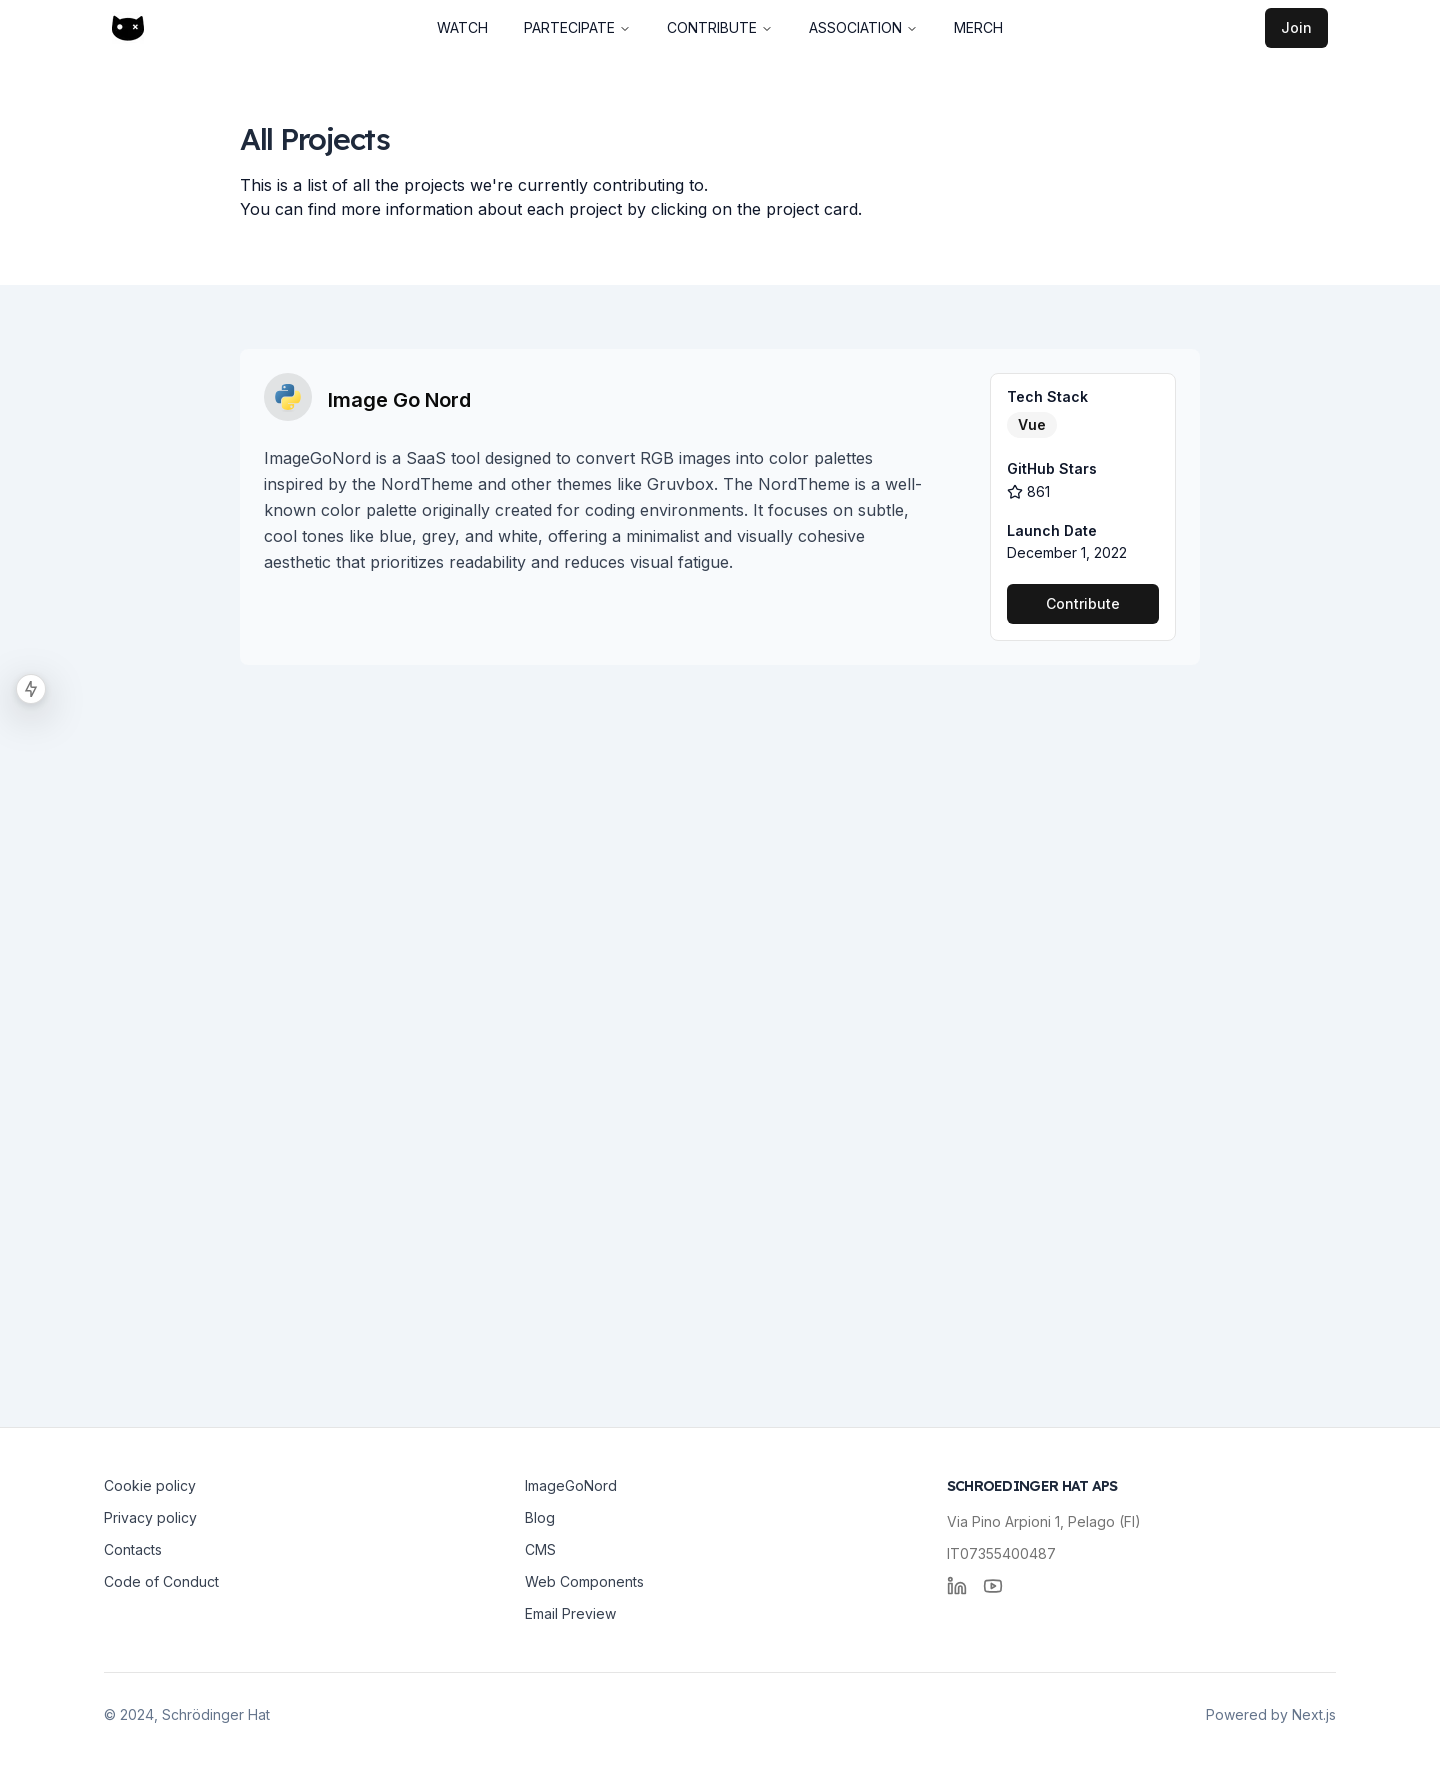 WATCH
PARTECIPATE
CONTRIBUTE
ASSOCIATION
MERCH
Join
All Projects
This is a list of all the projects we're currently contributing to.
You can find more information about each project by clicking on the project card.
Image Go Nord
ImageGoNord is a SaaS tool designed to convert RGB images into color palettes
inspired by the NordTheme and other themes like Gruvbox. The NordTheme is a well-
known color palette originally created for coding environments. It focuses on subtle,
cool tones like blue, grey, and white, offering a minimalist and visually cohesive
aesthetic that prioritizes readability and reduces visual fatigue.
Tech Stack
Vue
GitHub Stars
861
Launch Date
December 1, 2022
Contribute
Cookie policy
Privacy policy
Contacts
Code of Conduct
ImageGoNord
Blog
CMS
Web Components
Email Preview
SCHROEDINGER HAT APS
Via Pino Arpioni 1, Pelago (FI)
IT07355400487
© 2024, Schrödinger Hat
Powered by Next.js